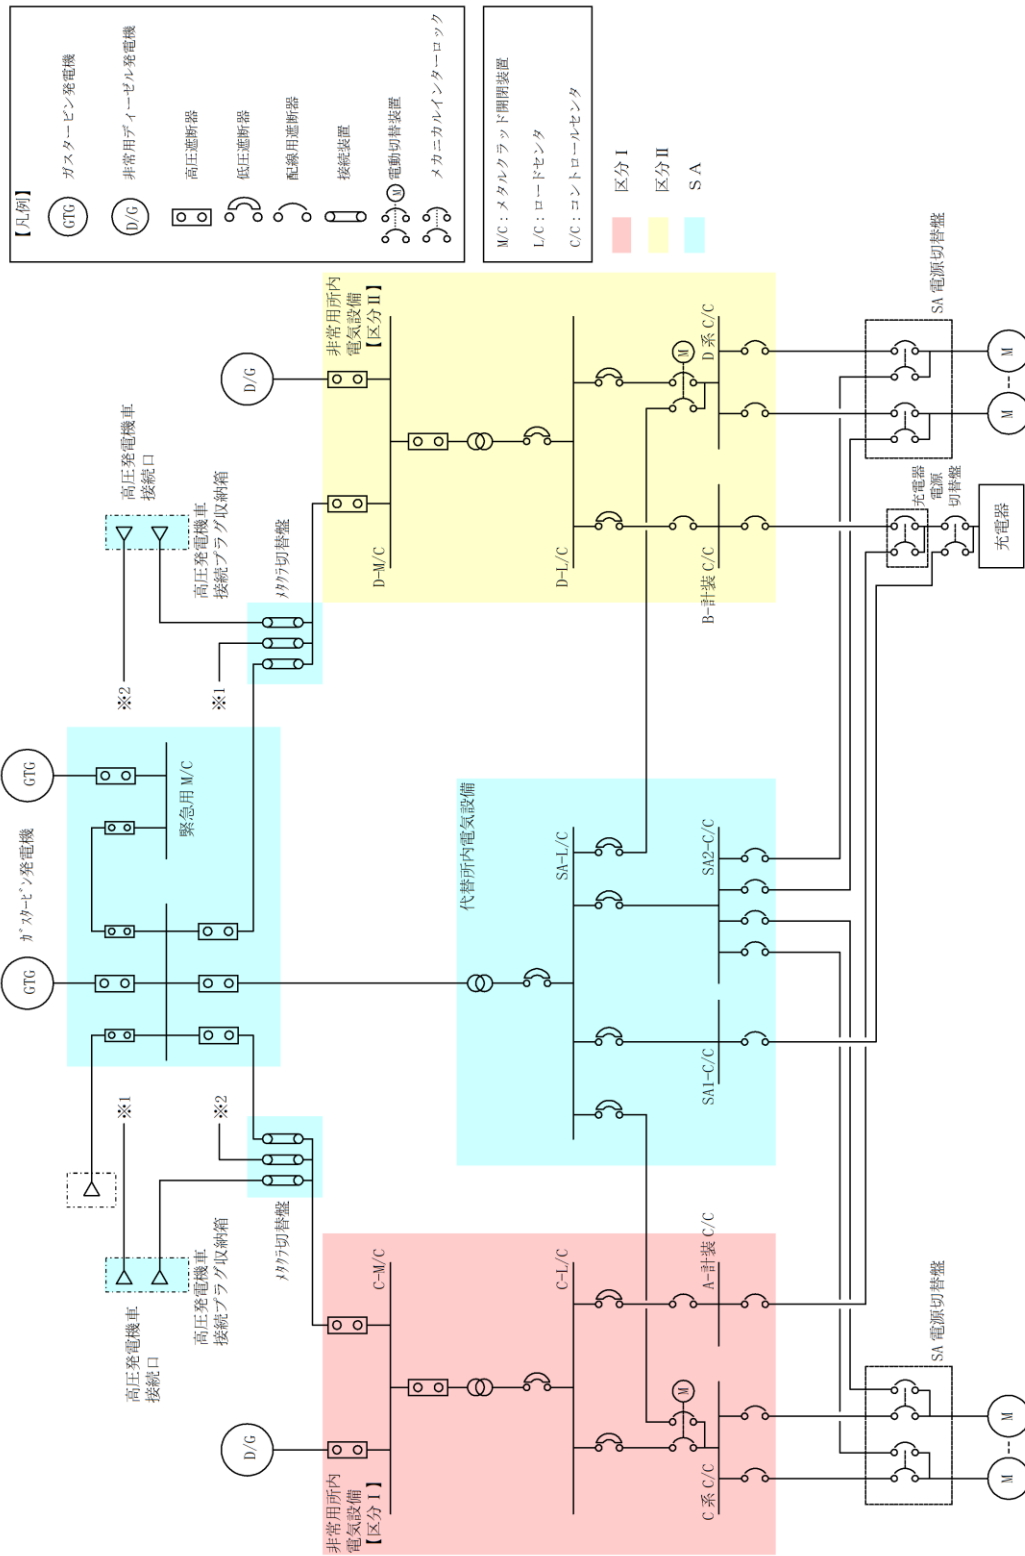 【凡例】
GTG
ガスタービン発電機
D/G
非常用ディーゼル発電機
高圧遮断器
低圧遮断器
配線用遮断器
接続装置
M
電動切替装置
メカニカルインターロック
M/C：メタルクラッド開閉装置
L/C：ロードセンタ
C/C：コントロールセンタ
区分Ⅰ
区分Ⅱ
ＳＡ
ガスタービン発電機
GTG
GTG
緊急用 M/C
高圧発電機車
接続口
※1
※2
高圧発電機車
接続プラグ収納箱
メタクラ切替盤
高圧発電機車
接続口
※2
※1
高圧発電機車
接続プラグ収納箱
メタクラ切替盤
D/G
D/G
非常用所内
電気設備
【区分Ⅰ】
C-M/C
C-L/C
M
C 系 C/C
A-計装 C/C
代替所内電気設備
SA-L/C
SA1-C/C
SA2-C/C
非常用所内
電気設備
【区分Ⅱ】
D-M/C
D-L/C
M
B-計装 C/C
D 系 C/C
SA 電源切替盤
M
M
充電器
電源
切替盤
充電器
SA 電源切替盤
M
M